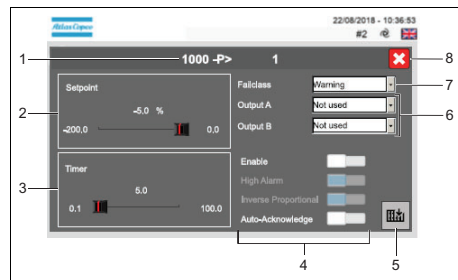 Atlas Copco
22/08/2018 - 10:36:53
#2
1
1000 -P> 1
8
Setpoint
-5,0 %
-200,0 0,0
2
Failclass Warning
7
Output A Not used
Output B Not used
6
Timer
5.0
0.1 100.0
3
Enable
High Alarm
Inverse Proportional
Auto-Acknowledge
4
5